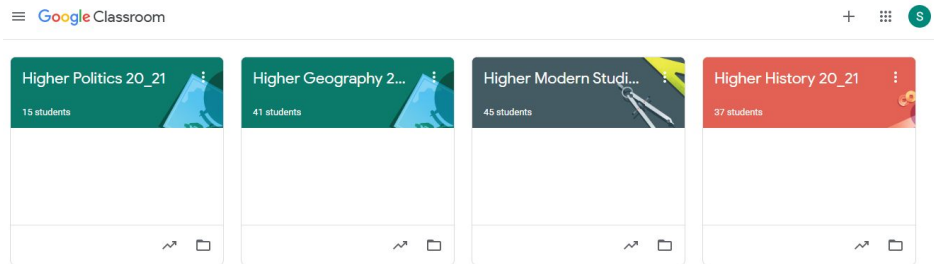 Google Classroom
S
Higher Politics 20_21
15 students
Higher Geography 2...
41 students
Higher Modern Studi...
45 students
Higher History 20_21
37 students